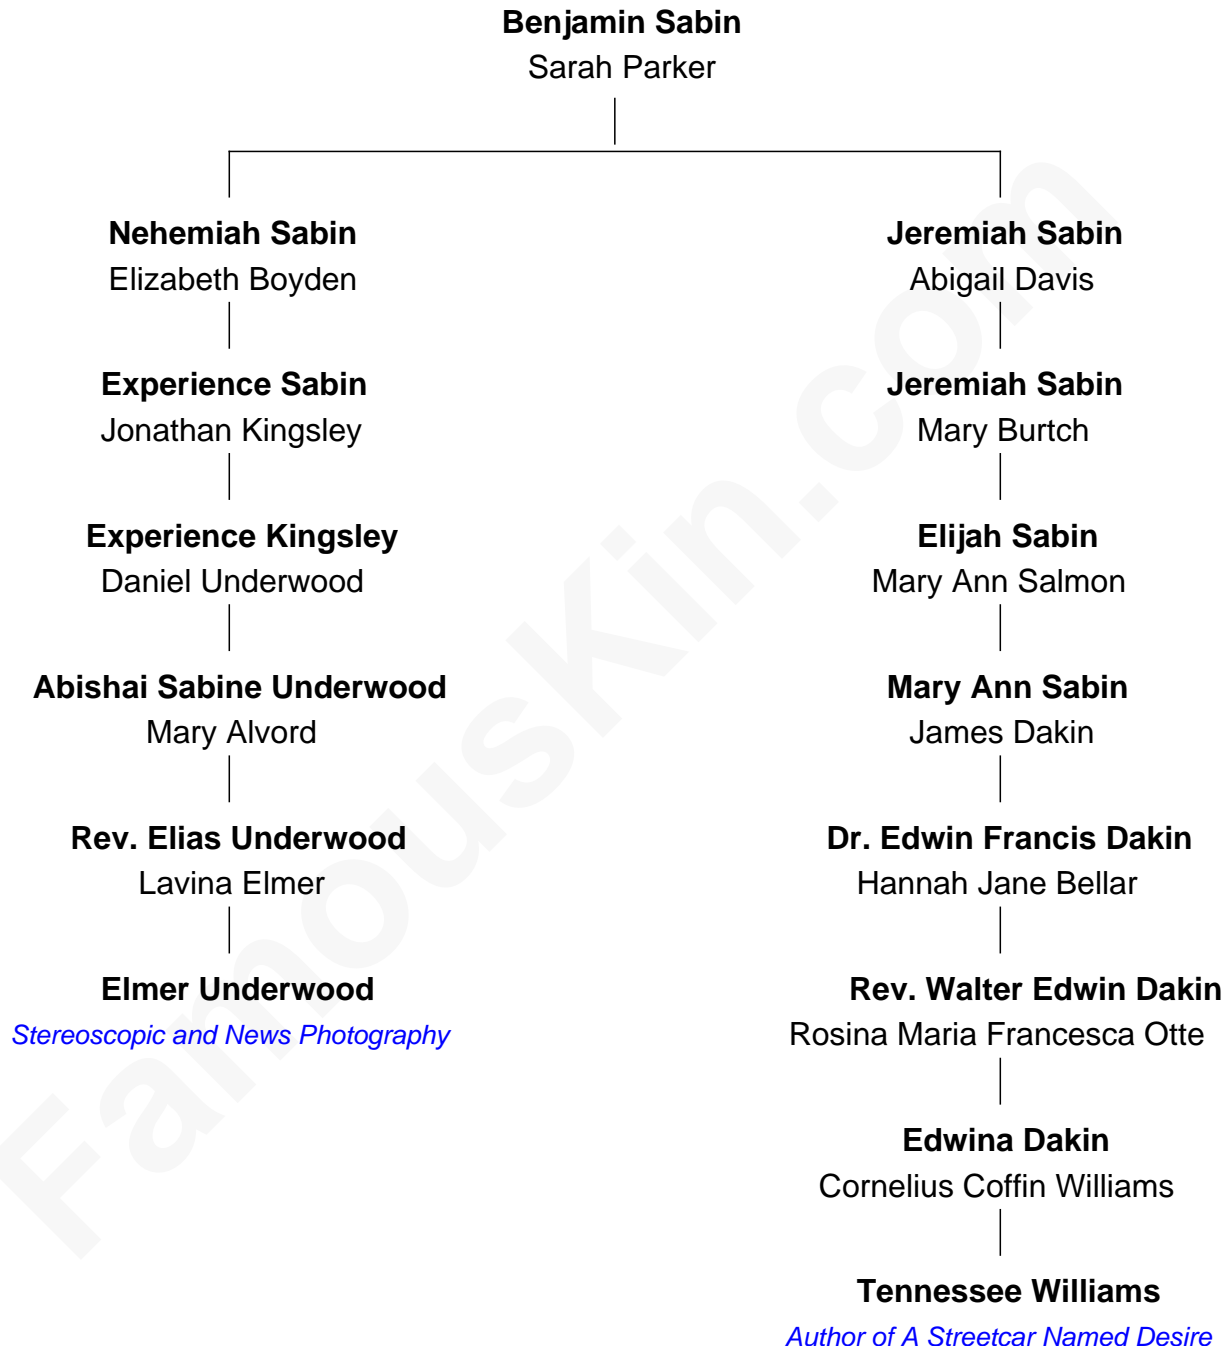 Benjamin Sabin
Sarah Parker
Nehemiah Sabin
Elizabeth Boyden
Jeremiah Sabin
Abigail Davis
Experience Sabin
Jonathan Kingsley
Jeremiah Sabin
Mary Burtch
Experience Kingsley
Daniel Underwood
Elijah Sabin
Mary Ann Salmon
Abishai Sabine Underwood
Mary Alvord
Mary Ann Sabin
James Dakin
Rev. Elias Underwood
Lavina Elmer
Dr. Edwin Francis Dakin
Hannah Jane Bellar
Elmer Underwood
Stereoscopic and News Photography
Rev. Walter Edwin Dakin
Rosina Maria Francesca Otte
Edwina Dakin
Cornelius Coffin Williams
Tennessee Williams
Author of A Streetcar Named Desire
FamousKin.com